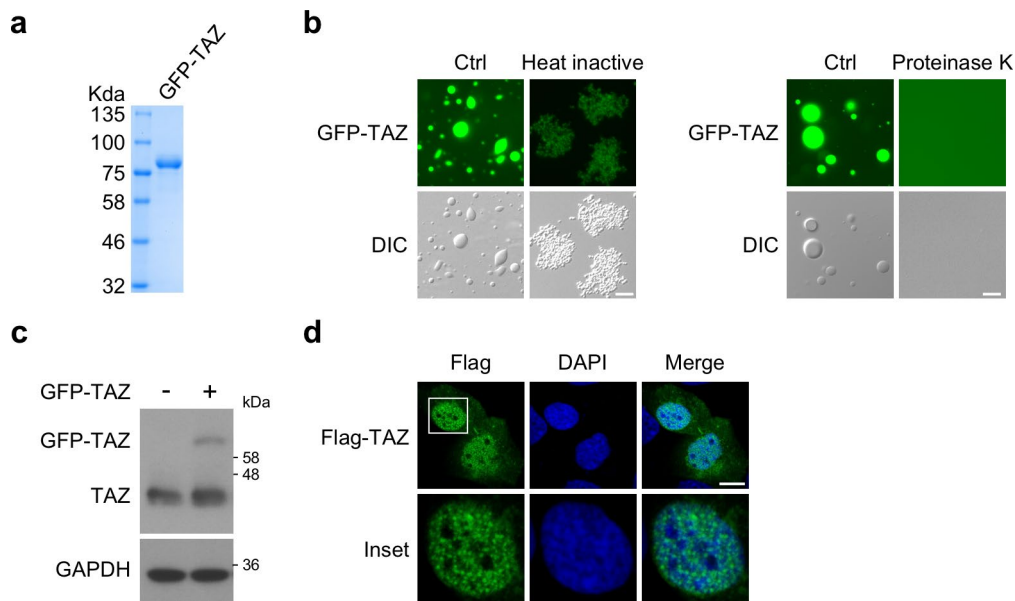 a
GFP-TAZ
Kda
135
100
75
58
46
32
b
Ctrl Heat inactive
GFP-TAZ
DIC
Ctrl Proteinase K
GFP-TAZ
DIC
c
GFP-TAZ - +
kDa
GFP-TAZ
58
48
TAZ
GAPDH
36
d
Flag DAPI Merge
Flag-TAZ
Inset